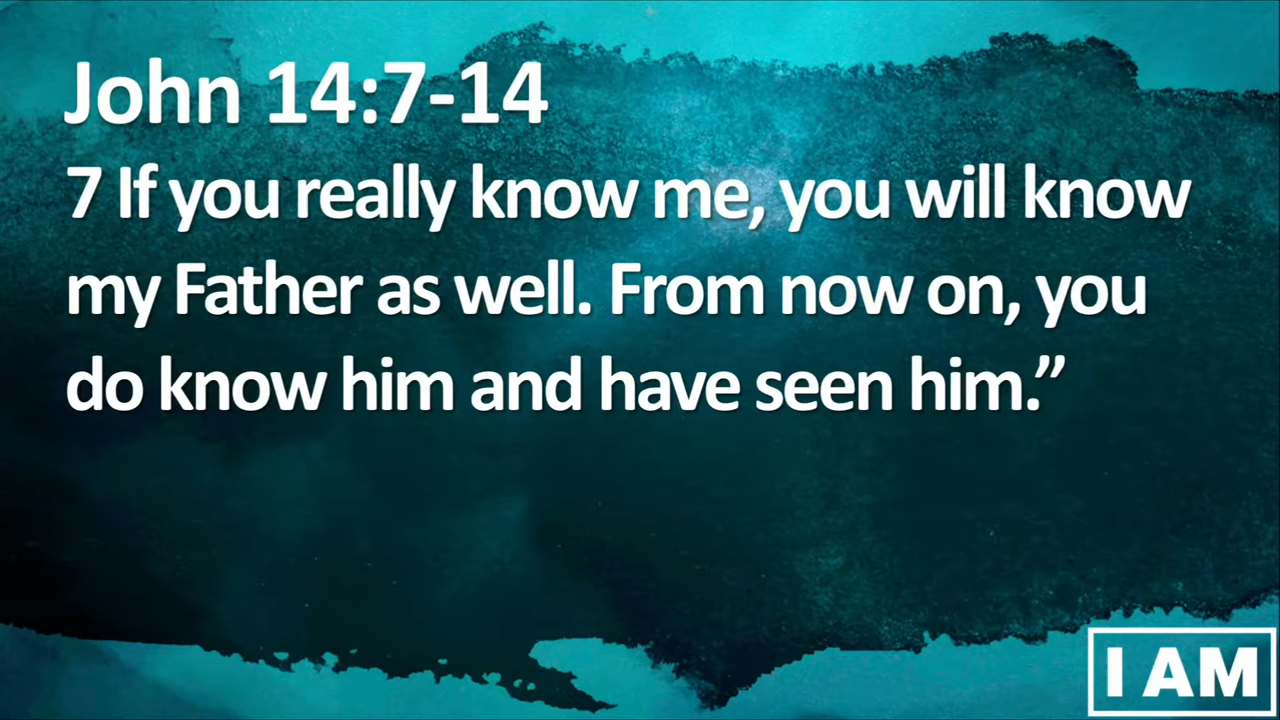 John 14:7-14
7 If you really know me, you will know
my Father as well. From now on, you
do know him and have seen him.”
I AM